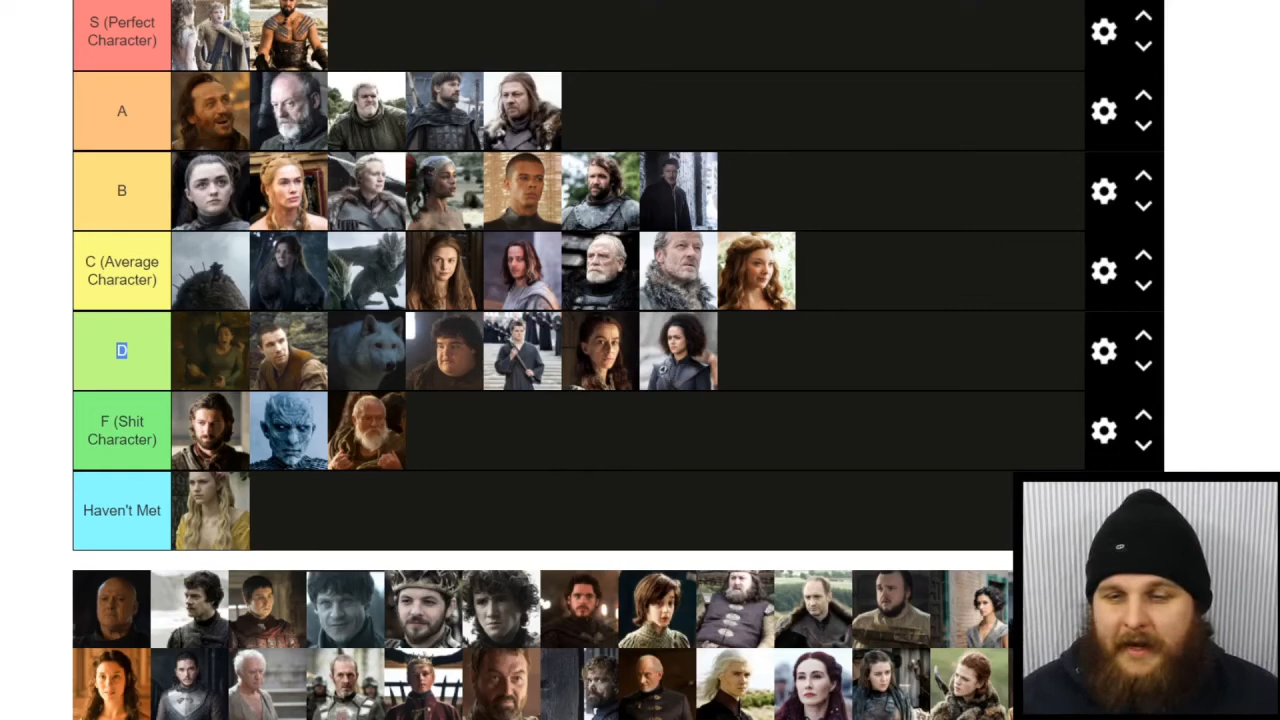 S (Perfect
Character)
A
B
C (Average
Character)
D
F (Shit
Character)
Haven't Met